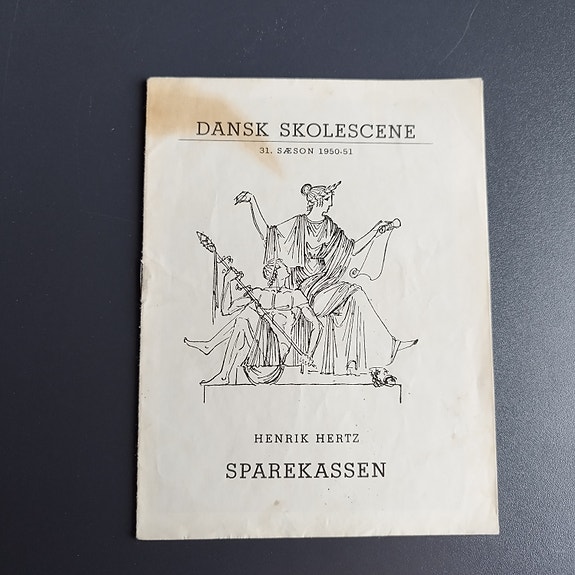 DANSK SKOLESCENE
31. SÆSON 1950-51
HENRIK HERTZ
SPAREKASSEN